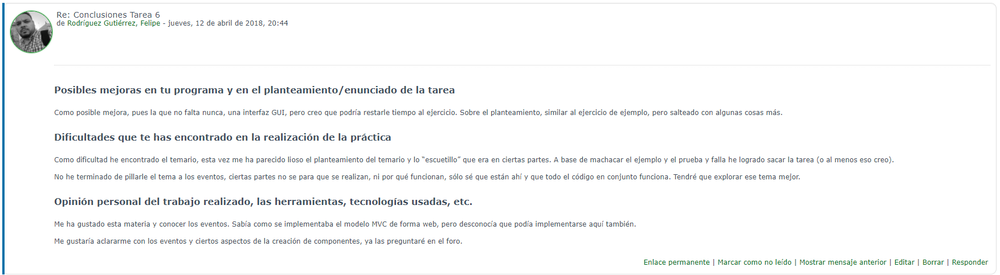 Re: Conclusiones Tarea 6
de Rodríguez Gutiérrez, Felipe - jueves, 12 de abril de 2018, 20:44
Posibles mejoras en tu programa y en el planteamiento/enunciado de la tarea
Como posible mejora, pues la que no falta nunca, una interfaz GUI, pero creo que podría restarle tiempo al ejercicio. Sobre el planteamiento, similar al ejercicio de ejemplo, pero salteado con algunas cosas más.
Dificultades que te has encontrado en la realización de la práctica
Como dificultad he encontrado el temario, esta vez me ha parecido lioso el planteamiento del temario y lo “escuetillo” que era en ciertas partes. A base de machacar el ejemplo y el prueba y falla he logrado sacar la tarea (o al menos eso creo).
No he terminado de pillarle el tema a los eventos, ciertas partes no se para que se realizan, ni por qué funcionan, sólo sé que están ahí y que todo el código en conjunto funciona. Tendré que explorar ese tema mejor.
Opinión personal del trabajo realizado, las herramientas, tecnologías usadas, etc.
Me ha gustado esta materia y conocer los eventos. Sabía como se implementaba el modelo MVC de forma web, pero desconocía que podía implementarse aquí también.
Me gustaría aclararme con los eventos y ciertos aspectos de la creación de componentes, ya las preguntaré en el foro.
Enlace permanente | Marcar como no leído | Mostrar mensaje anterior | Editar | Borrar | Responder